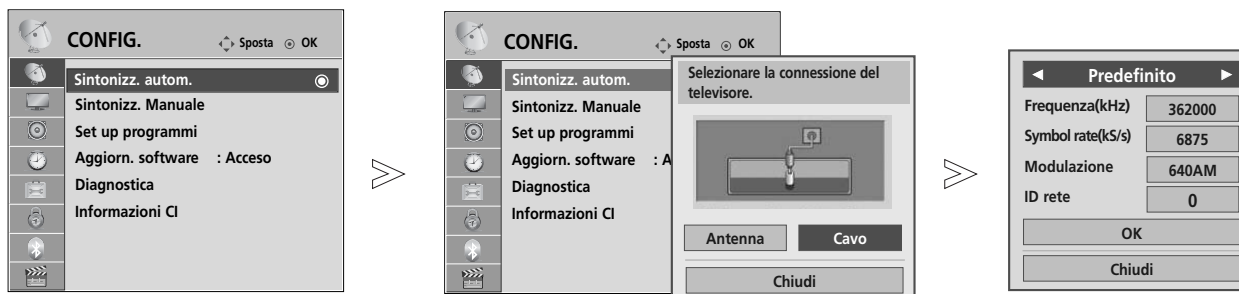 CONFIG.
Sposta OK
Sintonizz. autom.
Sintonizz. Manuale
Set up programmi
Aggiorn. software : Acceso
Diagnostica
Informazioni CI
CONFIG.
Sposta OK
Sintonizz. autom.
Sintonizz. Manuale
Set up programmi
Aggiorn. software : A
Diagnostica
Informazioni CI
Selezionare la connessione del
televisore.
Antenna Cavo
Chiudi
Predefinito
Frequenza(kHz) 362000
Symbol rate(kS/s) 6875
Modulazione 640AM
ID rete 0
OK
Chiudi